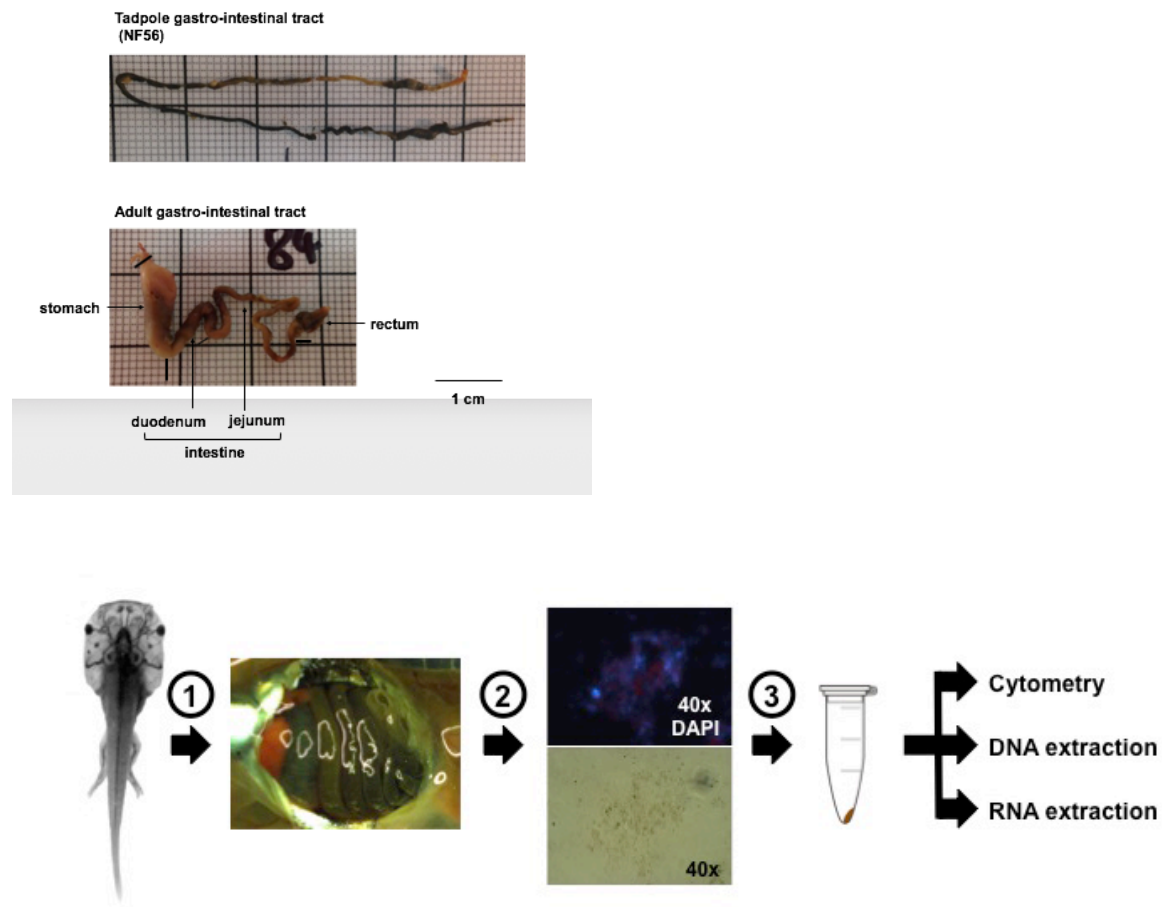 Tadpole gastro-intestinal tract
(NF56)
Adult gastro-intestinal tract
84
stomach
rectum
1 cm
duodenum
jejunum
intestine
1
2
3
40x
DAPI
40x
Cytometry
DNA extraction
RNA extraction